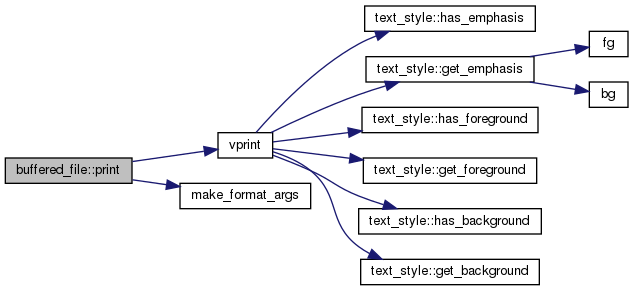 text_style::has_emphasis
text_style::get_emphasis
fg
bg
text_style::has_foreground
vprint
buffered_file::print
text_style::get_foreground
make_format_args
text_style::has_background
text_style::get_background